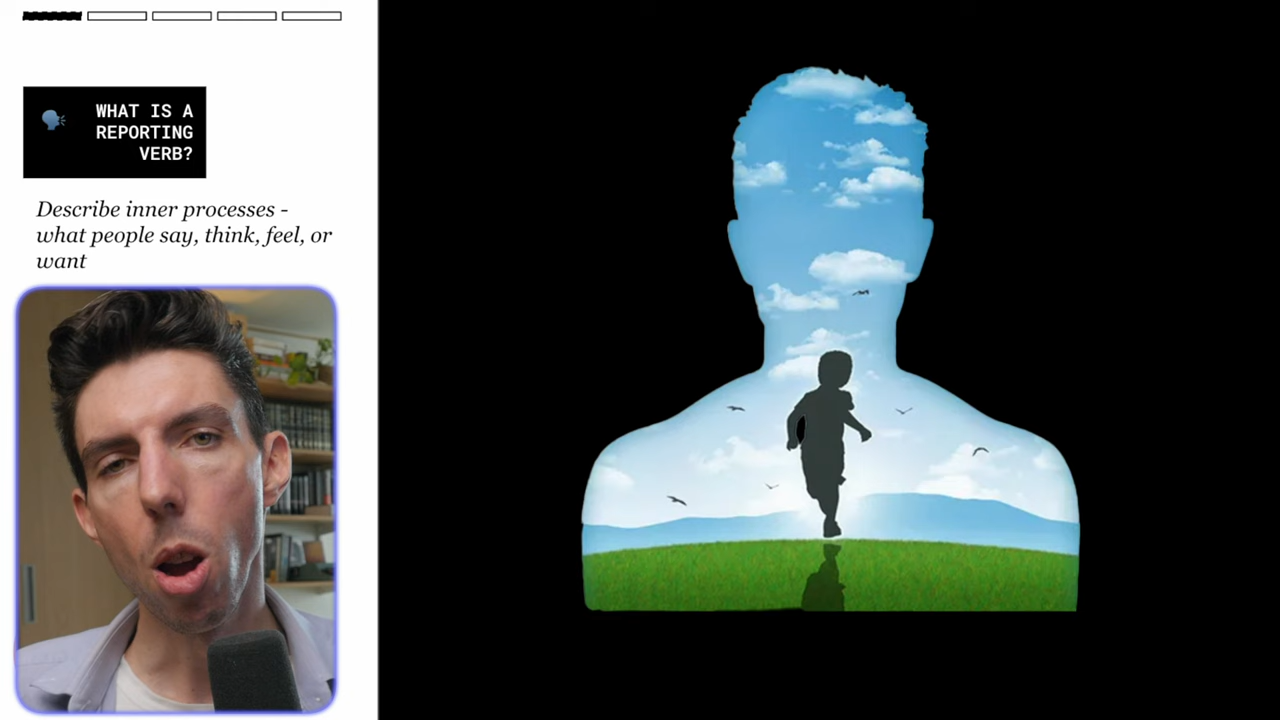 WHAT IS A
REPORTING
VERB?
Describe inner processes -
what people say, think, feel, or
want